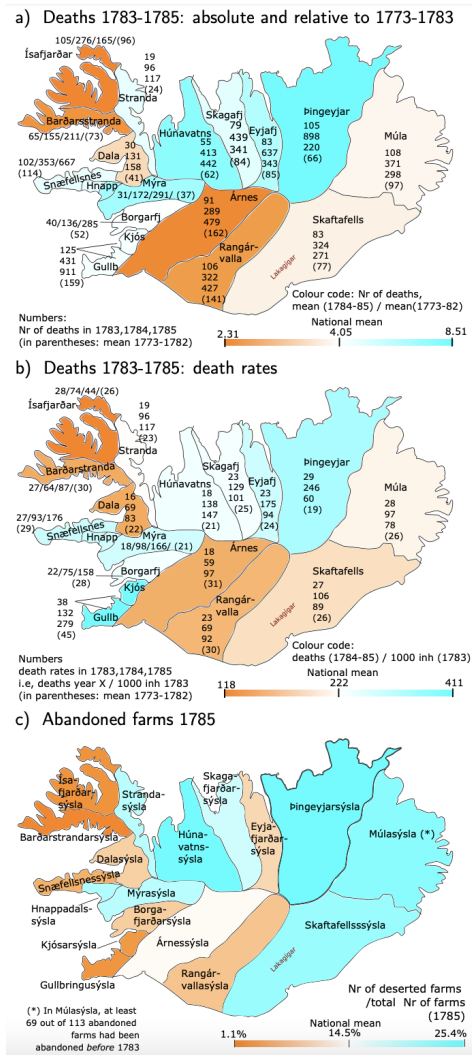 a) Deaths 1783-1785: absolute and relative to 1773-1783
105/276/165/(96)
Ísafjarðar
19
96
117
(24)
Stranda
Barðarsstranda
65/155/211/(73)
Dala
30
131
158
(41)
102/353/667
(114)
Snæfellsnes
Hnapp
Mýra
31/172/291/ (37)
Húnavatns
55
413
442
(62)
Skagafj
79
439
341
(84)
Eyjafj
83
637
343
(85)
Þingeyjar
105
898
220
(66)
Múla
108
371
298
(97)
40/136/285
(52)
Borgarfj
Kjós
125
431
911
(159)
Gullb
Árnes
91
289
479
(162)
Rangár-
valla
106
322
427
(141)
Skaftafells
83
324
271
(77)
Lakagígar
Numbers:
Nr of deaths in 1783,1784,1785
(in parentheses: mean 1773-1782)
Colour code: Nr of deaths,
mean (1784-85) / mean(1773-82)
National mean
2.31
4.05
8.51
b) Deaths 1783-1785: death rates
28/74/44/(26)
Ísafjarðar
19
96
117
(23)
Stranda
Barðarstranda
27/64/87/(30)
Dala
16
69
83
(22)
27/93/176
(29)
Snæfellsnes
Hnapp
Mýra
18/98/166/ (21)
Húnavatns
18
138
147
(21)
Skagafj
23
129
101
(25)
Eyjafj
23
175
94
(24)
Þingeyjar
29
246
60
(19)
Múla
28
97
78
(26)
22/75/158
(28)
Borgarfj
Kjós
38
132
279
(45)
Gullb
Árnes
18
59
97
(31)
Rangár-
valla
23
69
92
(30)
Skaftafells
27
106
89
(26)
Lakagígar
Numbers
death rates in 1783,1784,1785
i.e, deaths year X / 1000 inh 1783
(in parentheses: mean 1773-1782)
Colour code:
deaths (1784-85) / 1000 inh (1783)
National mean
118
222
411
c) Abandoned farms 1785
Ísa-
fjarðar-
sýsla
Stranda-
sýsla
Barðarstrandarsýsla
Dalasýsla
Snæfellsnessýsla
Hnappadals-
sýsla
Mýrasýsla
Borga-
fjarðarsýsla
Kjósarsýsla
Gullbringusýsla
Húna-
vatns-
sýsla
Skaga-
fjarðar-
sýsla
Eyja-
fjarðar-
sýsla
Þingeyjarsýsla
Múlasýsla (*)
Árnessýsla
Rangár-
vallasýsla
Skaftafellsssýsla
Lakagígar
(*) In Múlasýsla, at least
69 out of 113 abandoned
farms had been
abandoned before 1783
Nr of deserted farms
/total Nr of farms
(1785)
National mean
1.1%
14.5%
25.4%